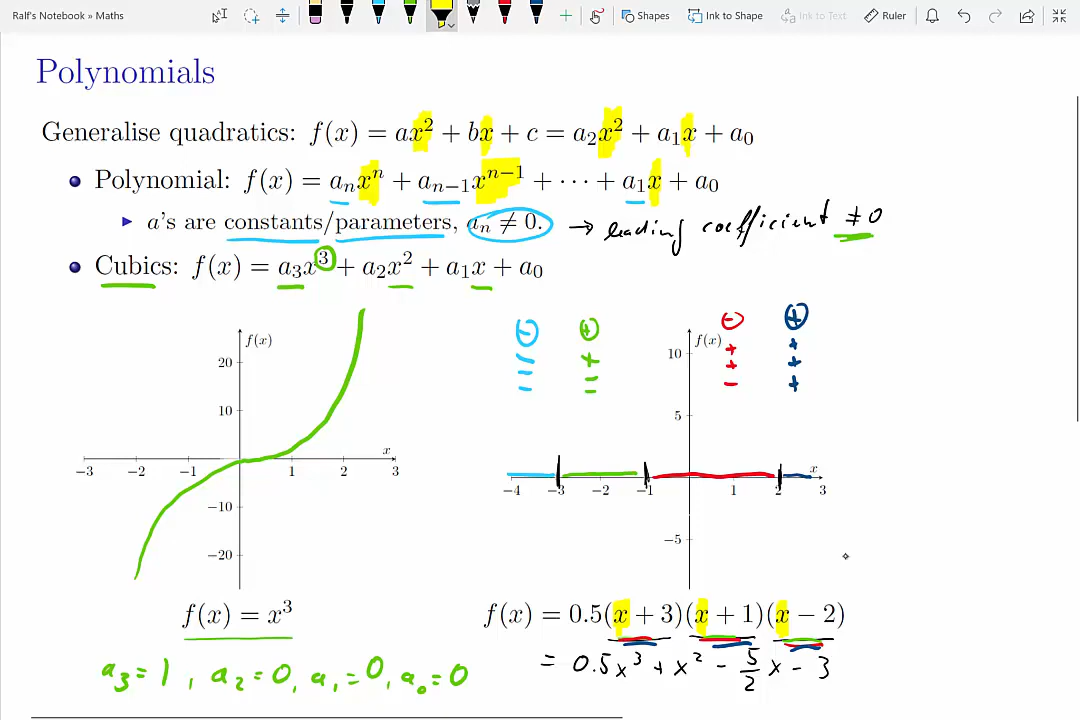 Ralf's Notebook » Maths
Shapes
Ink to Shape
Ink to Text
Ruler
Polynomials
Generalise quadratics: f(x) = ax² + bx + c = a₂x² + a₁x + a₀
• Polynomial: f(x) = aₙxⁿ + aₙ₋₁xⁿ⁻¹ + ⋯ + a₁x + a₀
▸ a's are constants/parameters, aₙ ≠ 0. → leading coefficient ≠ 0
• Cubics: f(x) = a₃x³ + a₂x² + a₁x + a₀
f(x)
20
10
−10
−20
−3 −2 −1 1 2 3
x
f(x) = x³
a₃ = 1, a₂ = 0, a₁ = 0, a₀ = 0
⊖ ⊕ ⊖ ⊕
− + + +
− − + +
− − − +
f(x)
10
5
−5
−4 −3 −2 −1 1 2 3
x
f(x) = 0.5(x + 3)(x + 1)(x − 2)
= 0.5x³ + x² − 5/2 x − 3